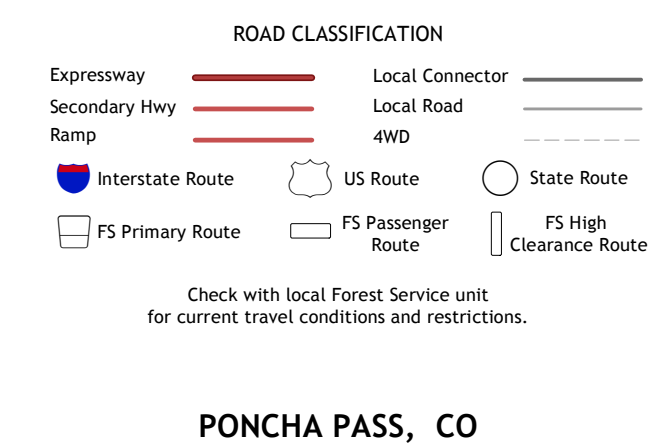 ROAD CLASSIFICATION
Expressway
Local Connector
Secondary Hwy
Local Road
Ramp
4WD
Interstate Route
US Route
State Route
FS Primary Route
FS Passenger
Route
FS High
Clearance Route
Check with local Forest Service unit
for current travel conditions and restrictions.
PONCHA PASS, CO